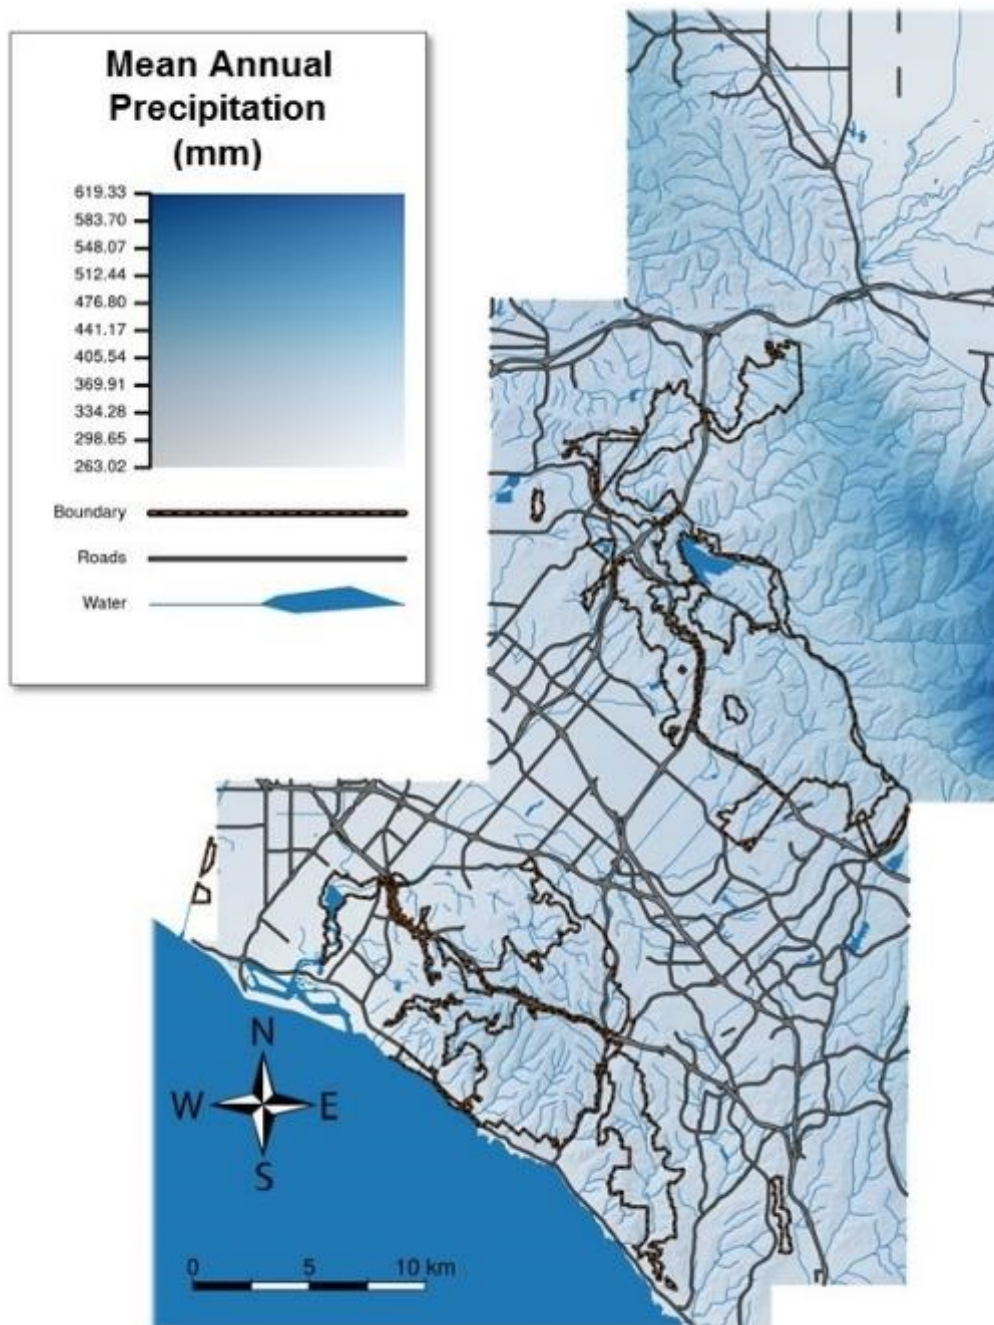 Mean Annual
Precipitation
(mm)
619.33
583.70
548.07
512.44
476.80
441.17
405.54
369.91
334.28
298.65
263.02
Boundary
Roads
Water
N
W E
S
0 5 10 km